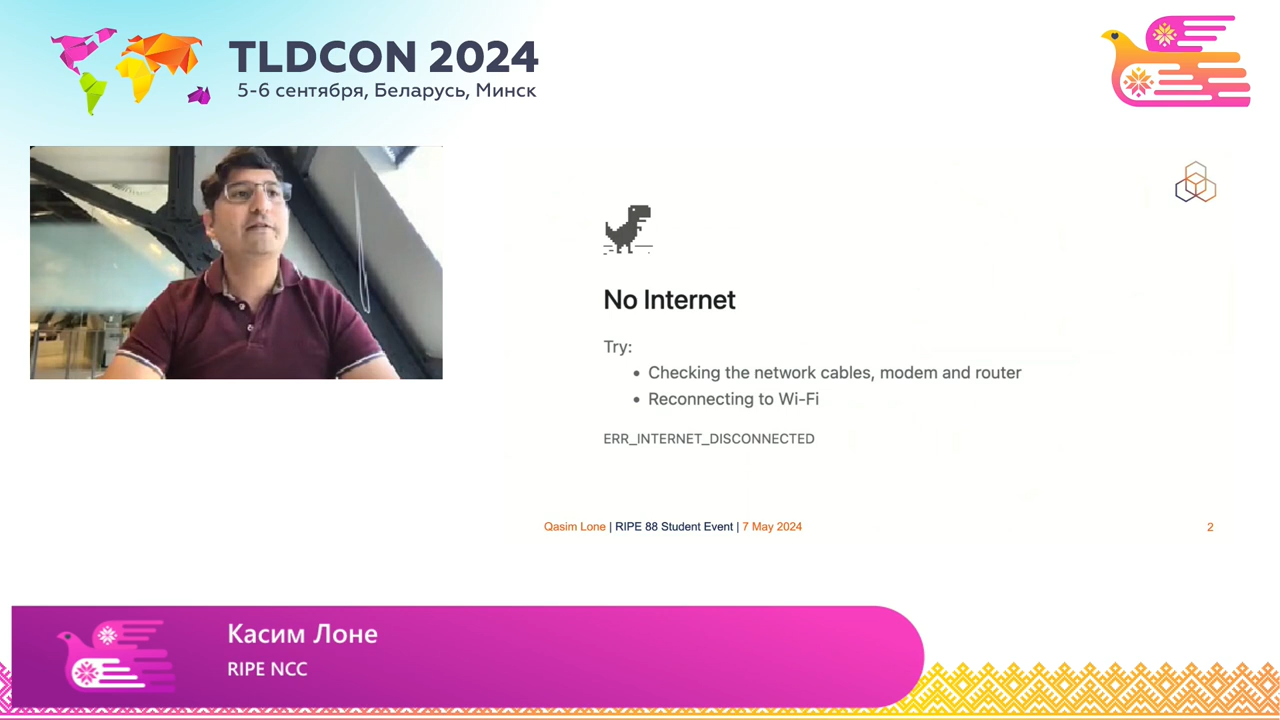 TLDCON 2024
5-6 сентября, Беларусь, Минск
No Internet
Try:
• Checking the network cables, modem and router
• Reconnecting to Wi-Fi
ERR_INTERNET_DISCONNECTED
Qasim Lone | RIPE 88 Student Event | 7 May 2024
2
Касим Лоне
RIPE NCC